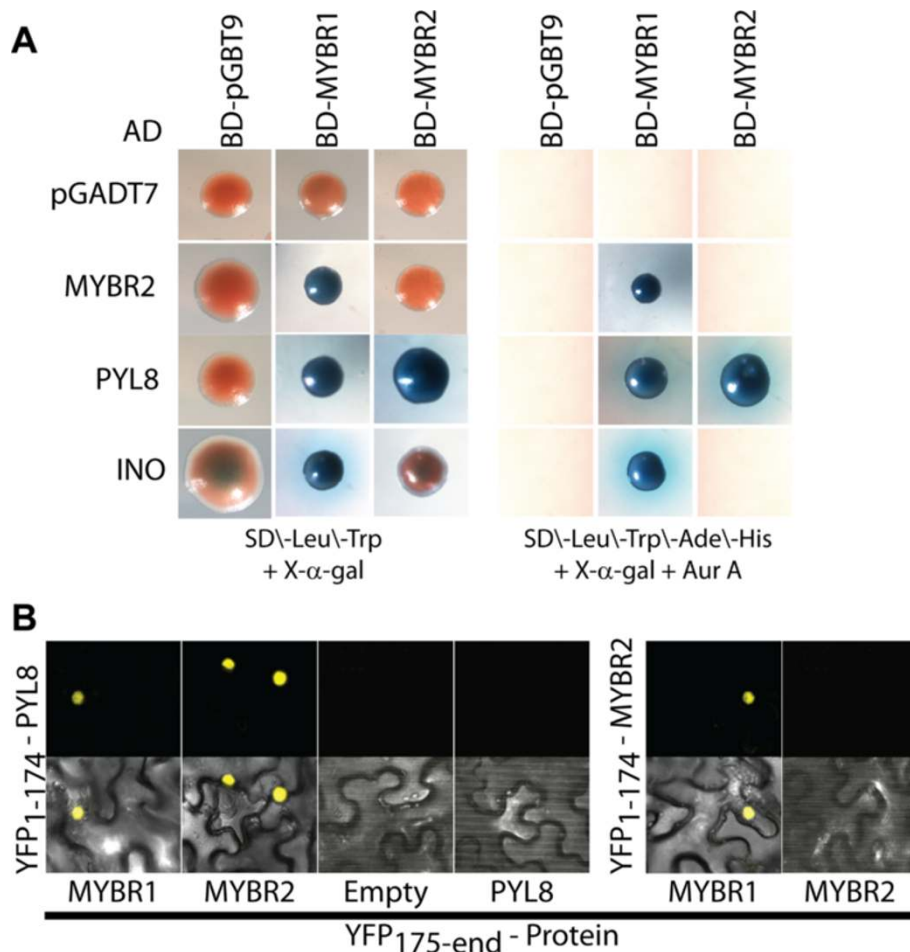 A
AD
BD-pGBT9
BD-MYBR1
BD-MYBR2
BD-pGBT9
BD-MYBR1
BD-MYBR2
pGADT7
MYBR2
PYL8
INO
SD\-Leu\-Trp
+ X-α-gal
SD\-Leu\-Trp\-Ade\-His
+ X-α-gal + Aur A
B
YFP1-174 - PYL8
YFP1-174 - MYBR2
MYBR1
MYBR2
Empty
PYL8
MYBR1
MYBR2
YFP175-end - Protein